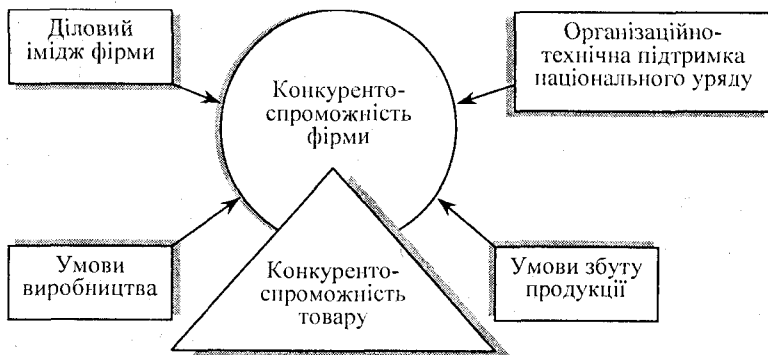 Діловий
імідж фірми
Організаційно-
технічна підтримка
національного уряду
Конкуренто-
спроможність
фірми
Умови
виробництва
Конкуренто-
спроможність
товару
Умови збуту
продукції